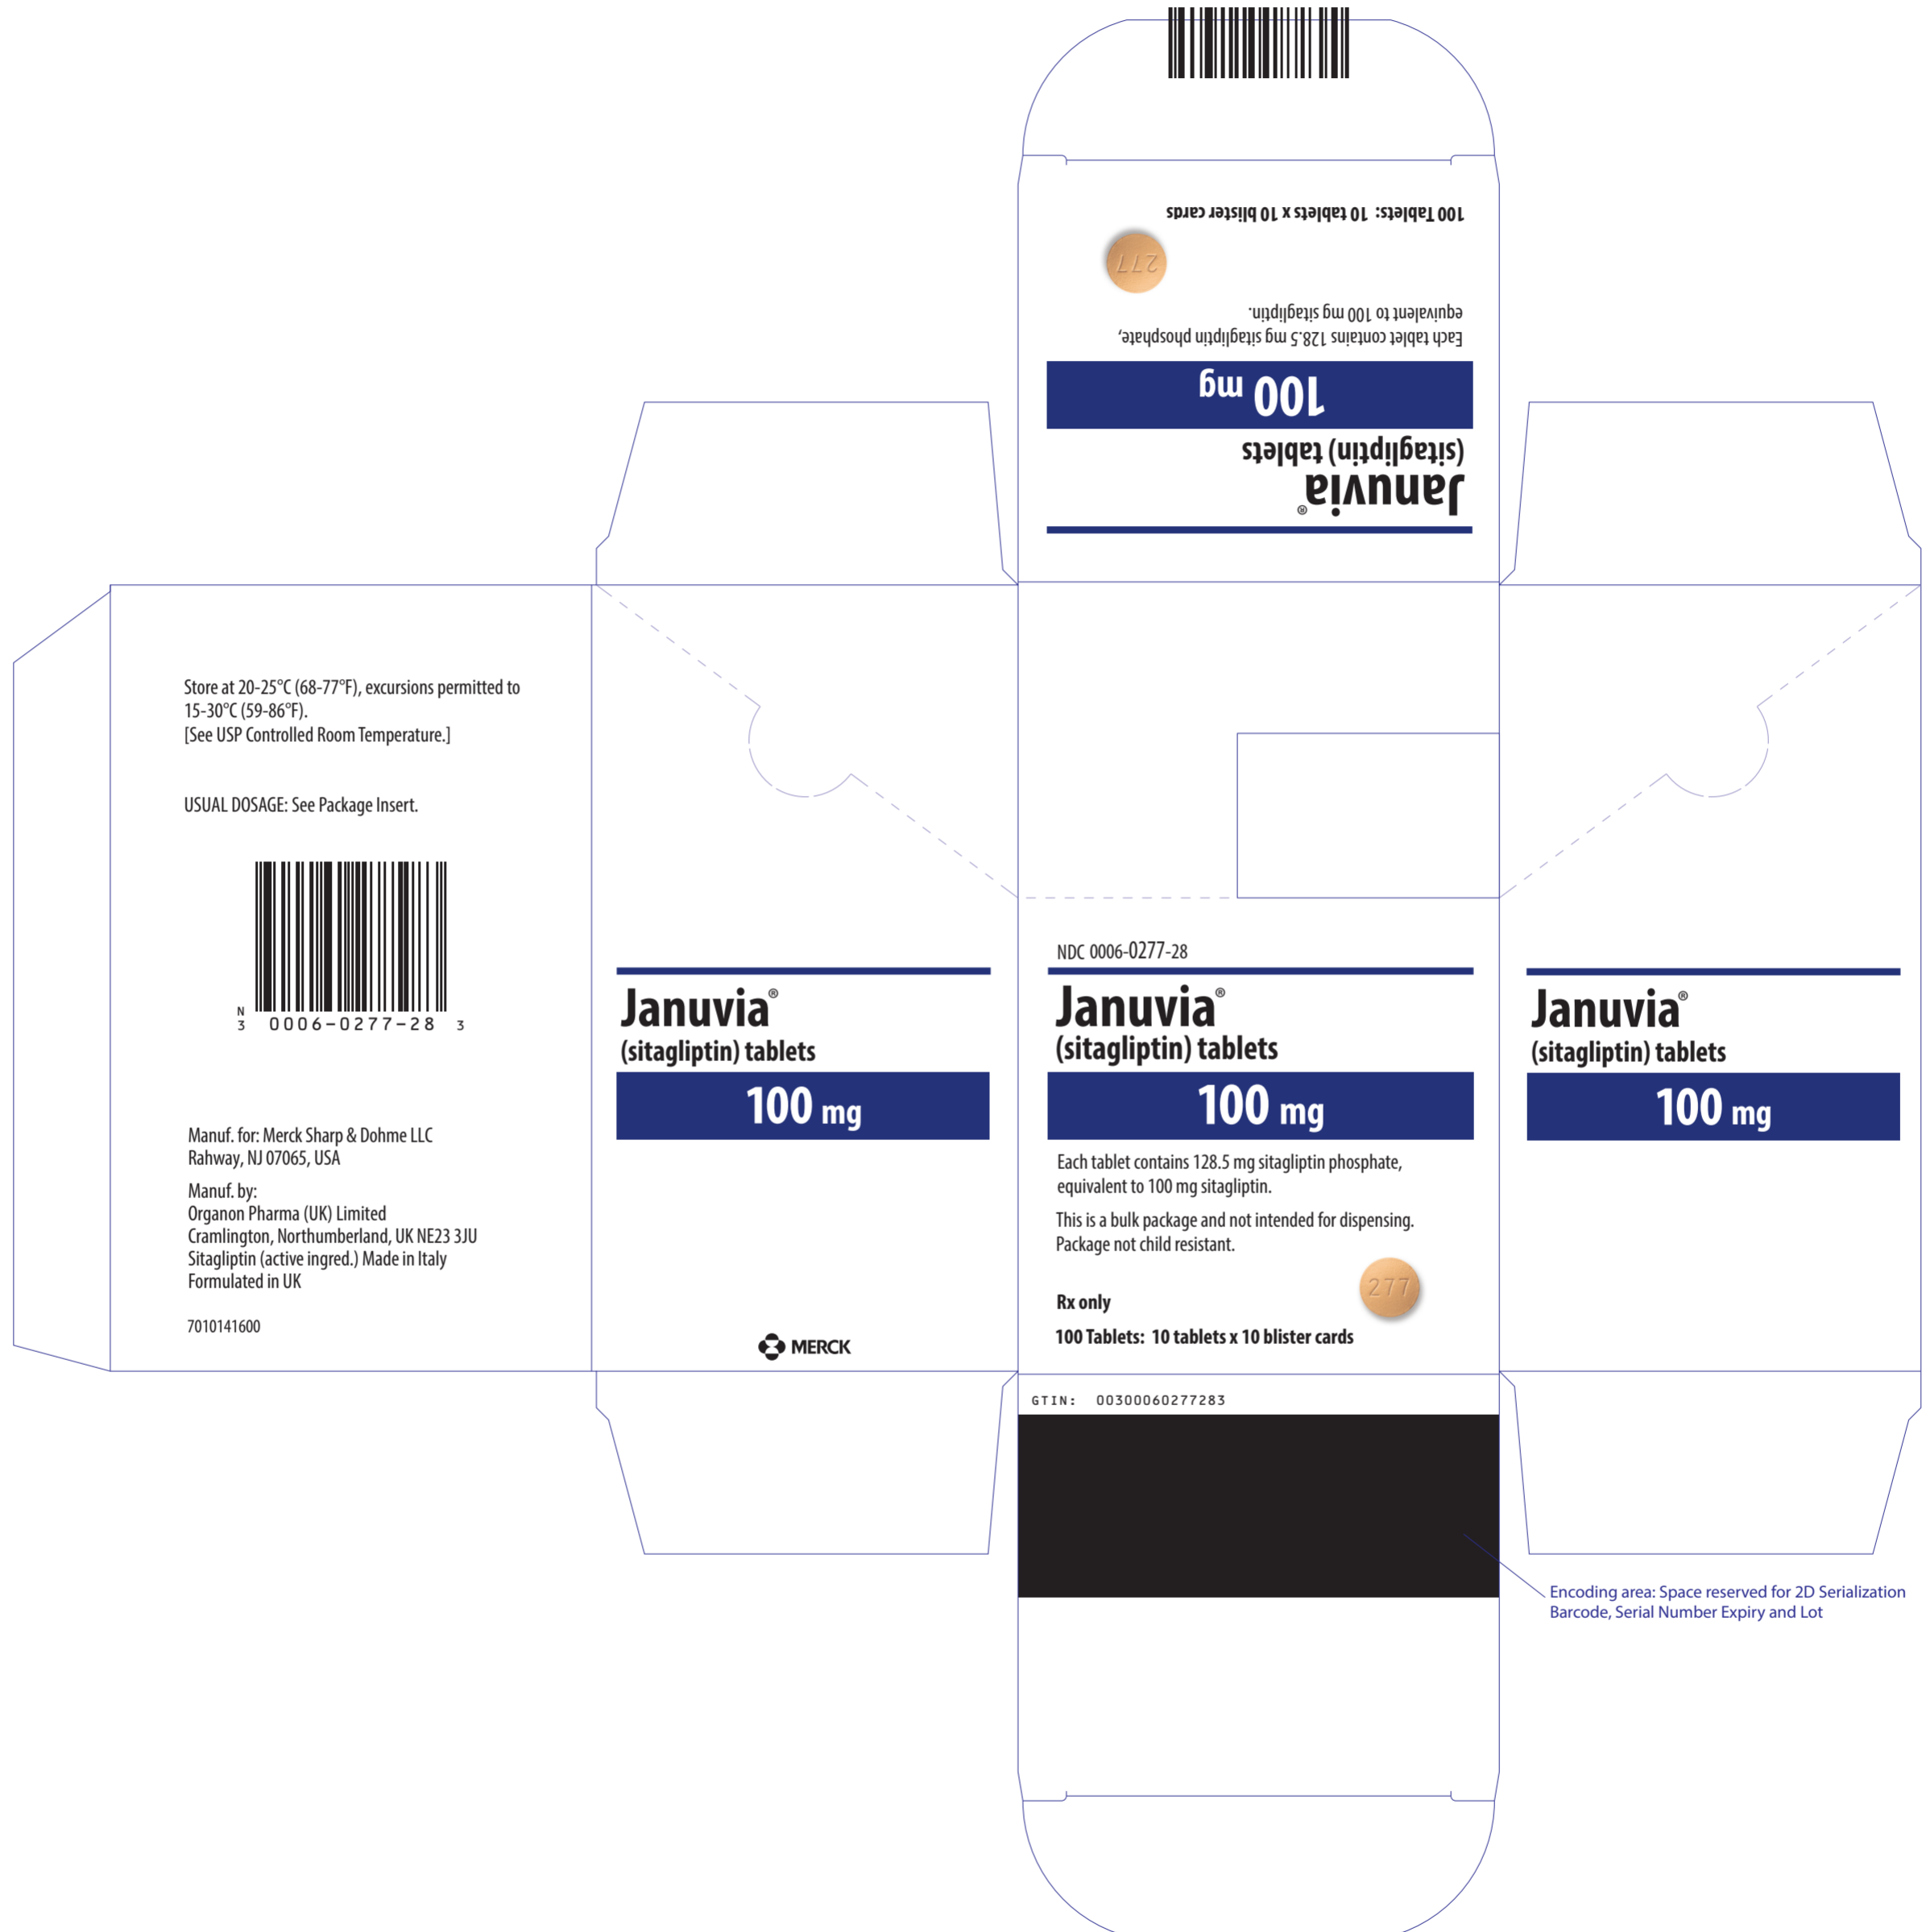 100 Tablets:  10 tablets x 10 blister cards
277
Each tablet contains 128.5 mg sitagliptin phosphate,
equivalent to 100 mg sitagliptin.
100 mg
(sitagliptin) tablets
Januvia®
Store at 20-25°C (68-77°F), excursions permitted to
15-30°C (59-86°F).
[See USP Controlled Room Temperature.]
USUAL DOSAGE: See Package Insert.
N
3 0006-0277-28 3
Manuf. for: Merck Sharp & Dohme LLC
Rahway, NJ 07065, USA
Manuf. by:
Organon Pharma (UK) Limited
Cramlington, Northumberland, UK NE23 3JU
Sitagliptin (active ingred.) Made in Italy
Formulated in UK
7010141600
Januvia®
(sitagliptin) tablets
100 mg
MERCK
NDC 0006-0277-28
Januvia®
(sitagliptin) tablets
100 mg
Each tablet contains 128.5 mg sitagliptin phosphate,
equivalent to 100 mg sitagliptin.
This is a bulk package and not intended for dispensing.
Package not child resistant.
277
Rx only
100 Tablets:  10 tablets x 10 blister cards
Januvia®
(sitagliptin) tablets
100 mg
GTIN: 00300060277283
Encoding area: Space reserved for 2D Serialization
Barcode, Serial Number Expiry and Lot